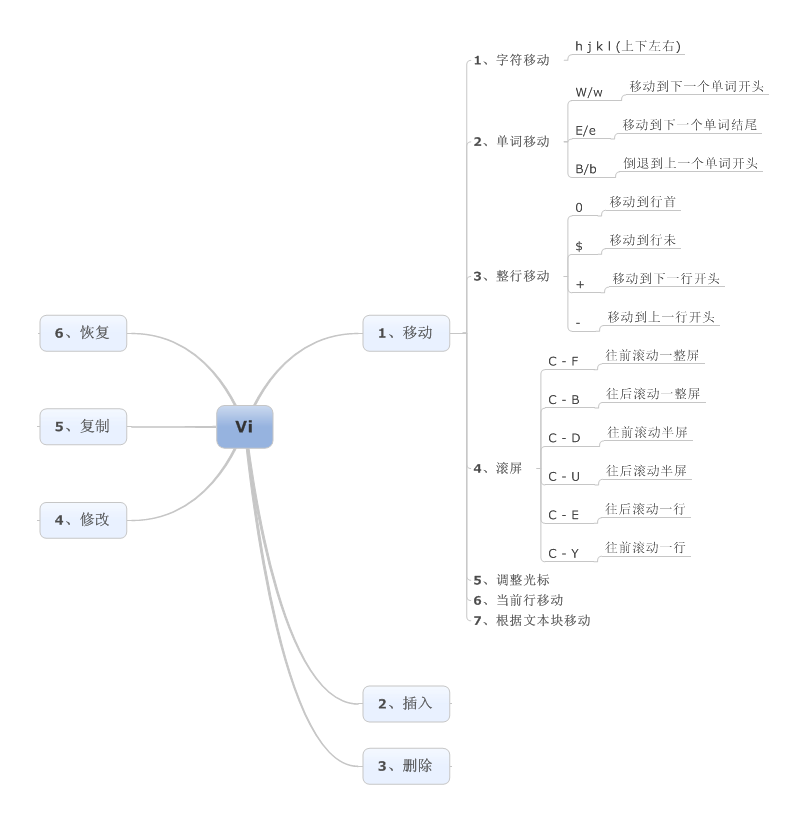 Vi
1、移动
1、字符移动
h j k l (上下左右)
2、单词移动
W/w
移动到下一个单词开头
E/e
移动到下一个单词结尾
B/b
倒退到上一个单词开头
3、整行移动
0
移动到行首
$
移动到行未
+
移动到下一行开头
-
移动到上一行开头
4、滚屏
C - F
往前滚动一整屏
C - B
往后滚动一整屏
C - D
往前滚动半屏
C - U
往后滚动半屏
C - E
往后滚动一行
C - Y
往前滚动一行
5、调整光标
6、当前行移动
7、根据文本块移动
2、插入
3、删除
4、修改
5、复制
6、恢复